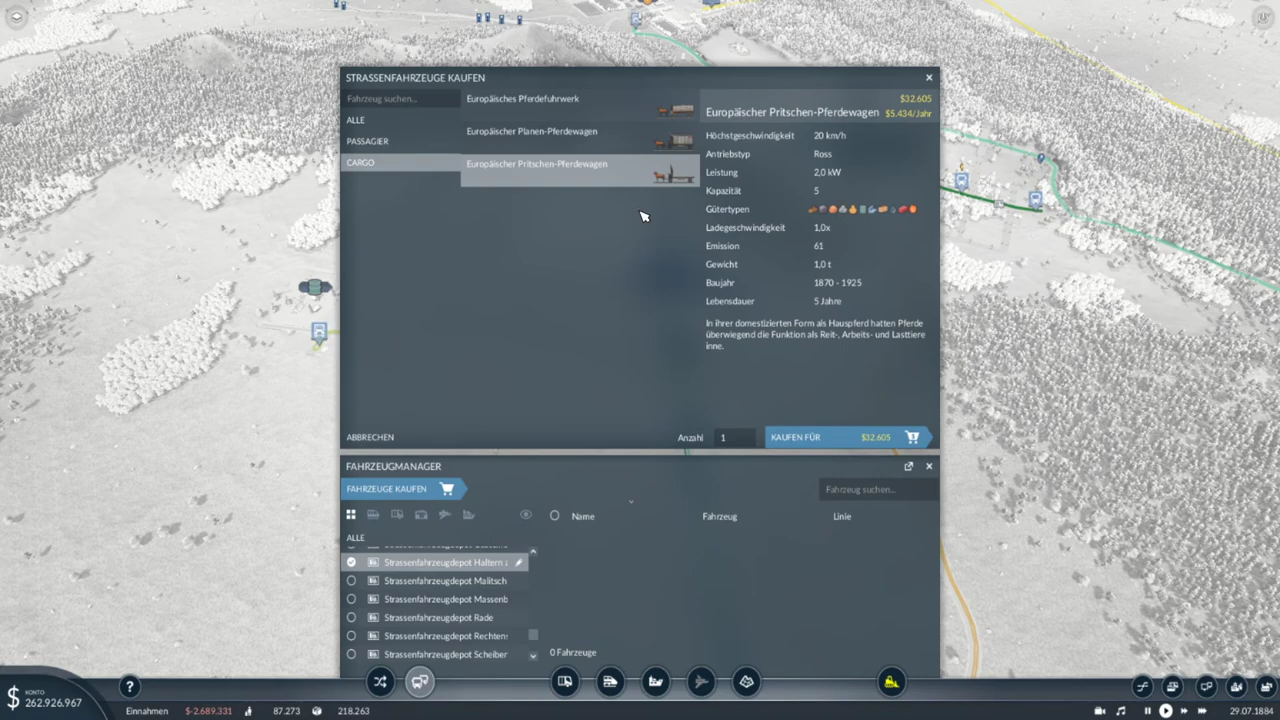 STRASSENFAHRZEUGE KAUFEN
Fahrzeug suchen...
ALLE
PASSAGIER
CARGO
Europäisches Pferdefuhrwerk
Europäischer Planen-Pferdewagen
Europäischer Pritschen-Pferdewagen
$32.605
Europäischer Pritschen-Pferdewagen $5.434/Jahr
Höchstgeschwindigkeit 20 km/h
Antriebstyp Ross
Leistung 2,0 kW
Kapazität 5
Gütertypen
Ladegeschwindigkeit 1,0x
Emission 61
Gewicht 1,0 t
Baujahr 1870 - 1925
Lebensdauer 5 Jahre
In ihrer domestizierten Form als Hauspferd hatten Pferde
überwiegend die Funktion als Reit-, Arbeits- und Lasttiere
inne.
ABBRECHEN
Anzahl 1
KAUFEN FÜR $32.605
FAHRZEUGMANAGER
FAHRZEUGE KAUFEN
Fahrzeug suchen...
Name Fahrzeug Linie
ALLE
Strassenfahrzeugdepot Haltern
Strassenfahrzeugdepot Malitsch
Strassenfahrzeugdepot Massenb
Strassenfahrzeugdepot Rade
Strassenfahrzeugdepot Rechten
Strassenfahrzeugdepot Scheiber
0 Fahrzeuge
$ KONTO
262.926.967
?
Einnahmen $-2.689.331 87.273 218.263
29.07.1884